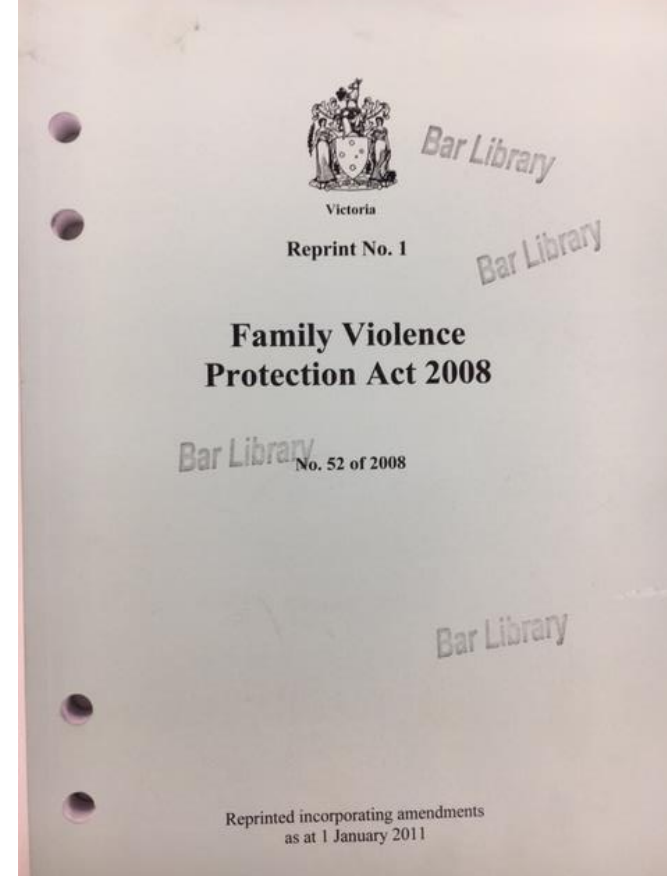 Bar Library
Victoria
Reprint No. 1
Bar Library
Family Violence
Protection Act 2008
Bar Library
No. 52 of 2008
Bar Library
Reprinted incorporating amendments
as at 1 January 2011